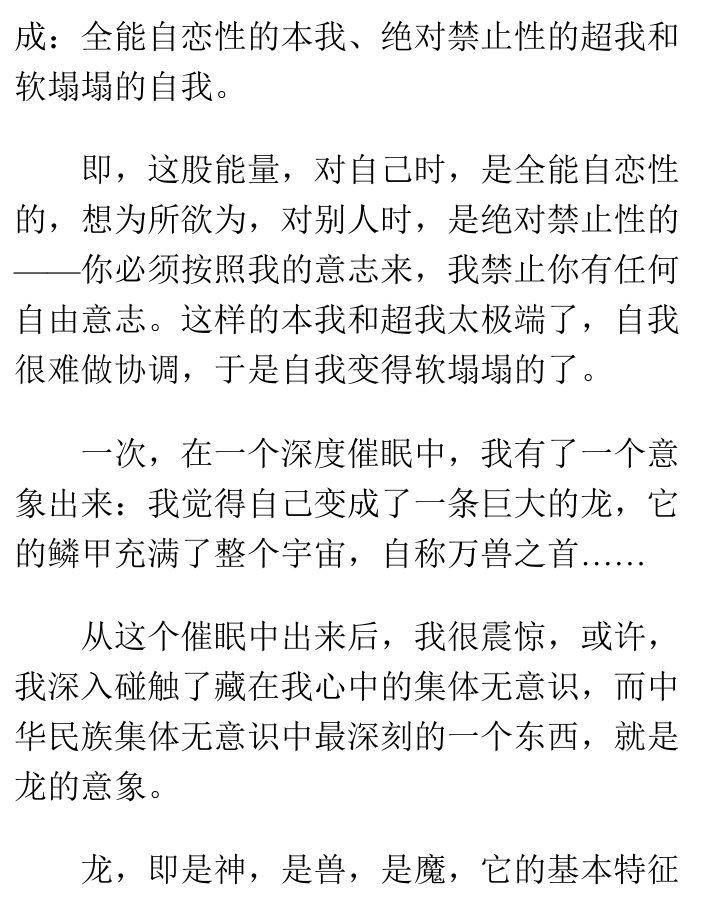 成：全能自恋性的本我、绝对禁止性的超我和
软塌塌的自我。
即，这股能量，对自己时，是全能自恋性
的，想为所欲为，对别人时，是绝对禁止性的
——你必须按照我的意志来，我禁止你有任何
自由意志。这样的本我和超我太极端了，自我
很难做协调，于是自我变得软塌塌的了。
一次，在一个深度催眠中，我有了一个意
象出来：我觉得自己变成了一条巨大的龙，它
的鳞甲充满了整个宇宙，自称万兽之首……
从这个催眠中出来后，我很震惊，或许，
我深入碰触了藏在我心中的集体无意识，而中
华民族集体无意识中最深刻的一个东西，就是
龙的意象。
龙，即是神，是兽，是魔，它的基本特征